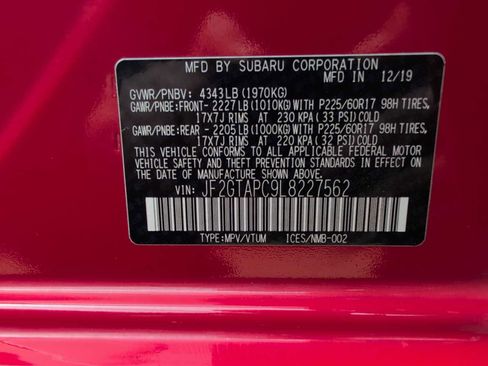 MFD BY SUBARU CORPORATION
MFD IN 12/19
GVWR/PNBV: 4343LB (1970KG)
GAWR/PNBE:FRONT-2227LB(1010KG)WITH P225/60R17 98H TIRES,
17X7J RIMS AT 230 KPA (33 PSI)COLD
GAWR/PNBE:REAR -2205LB(1000KG)WITH P225/60R17 98H TIRES,
17X7J RIMS AT 220 KPA (32 PSI)COLD
THIS VEHICLE CONFORMS TO ALL APPLICABLE FEDERAL MOTOR
VEHICLE SAFETY AND THEFT PREVENTION STANDARDS IN EFFECT
ON THE DATE OF MANUFACTURE SHOWN ABOVE.
VIN: JF2GTAPC9L8227562
TYPE:MPV/VTUM ICES/NMB-002